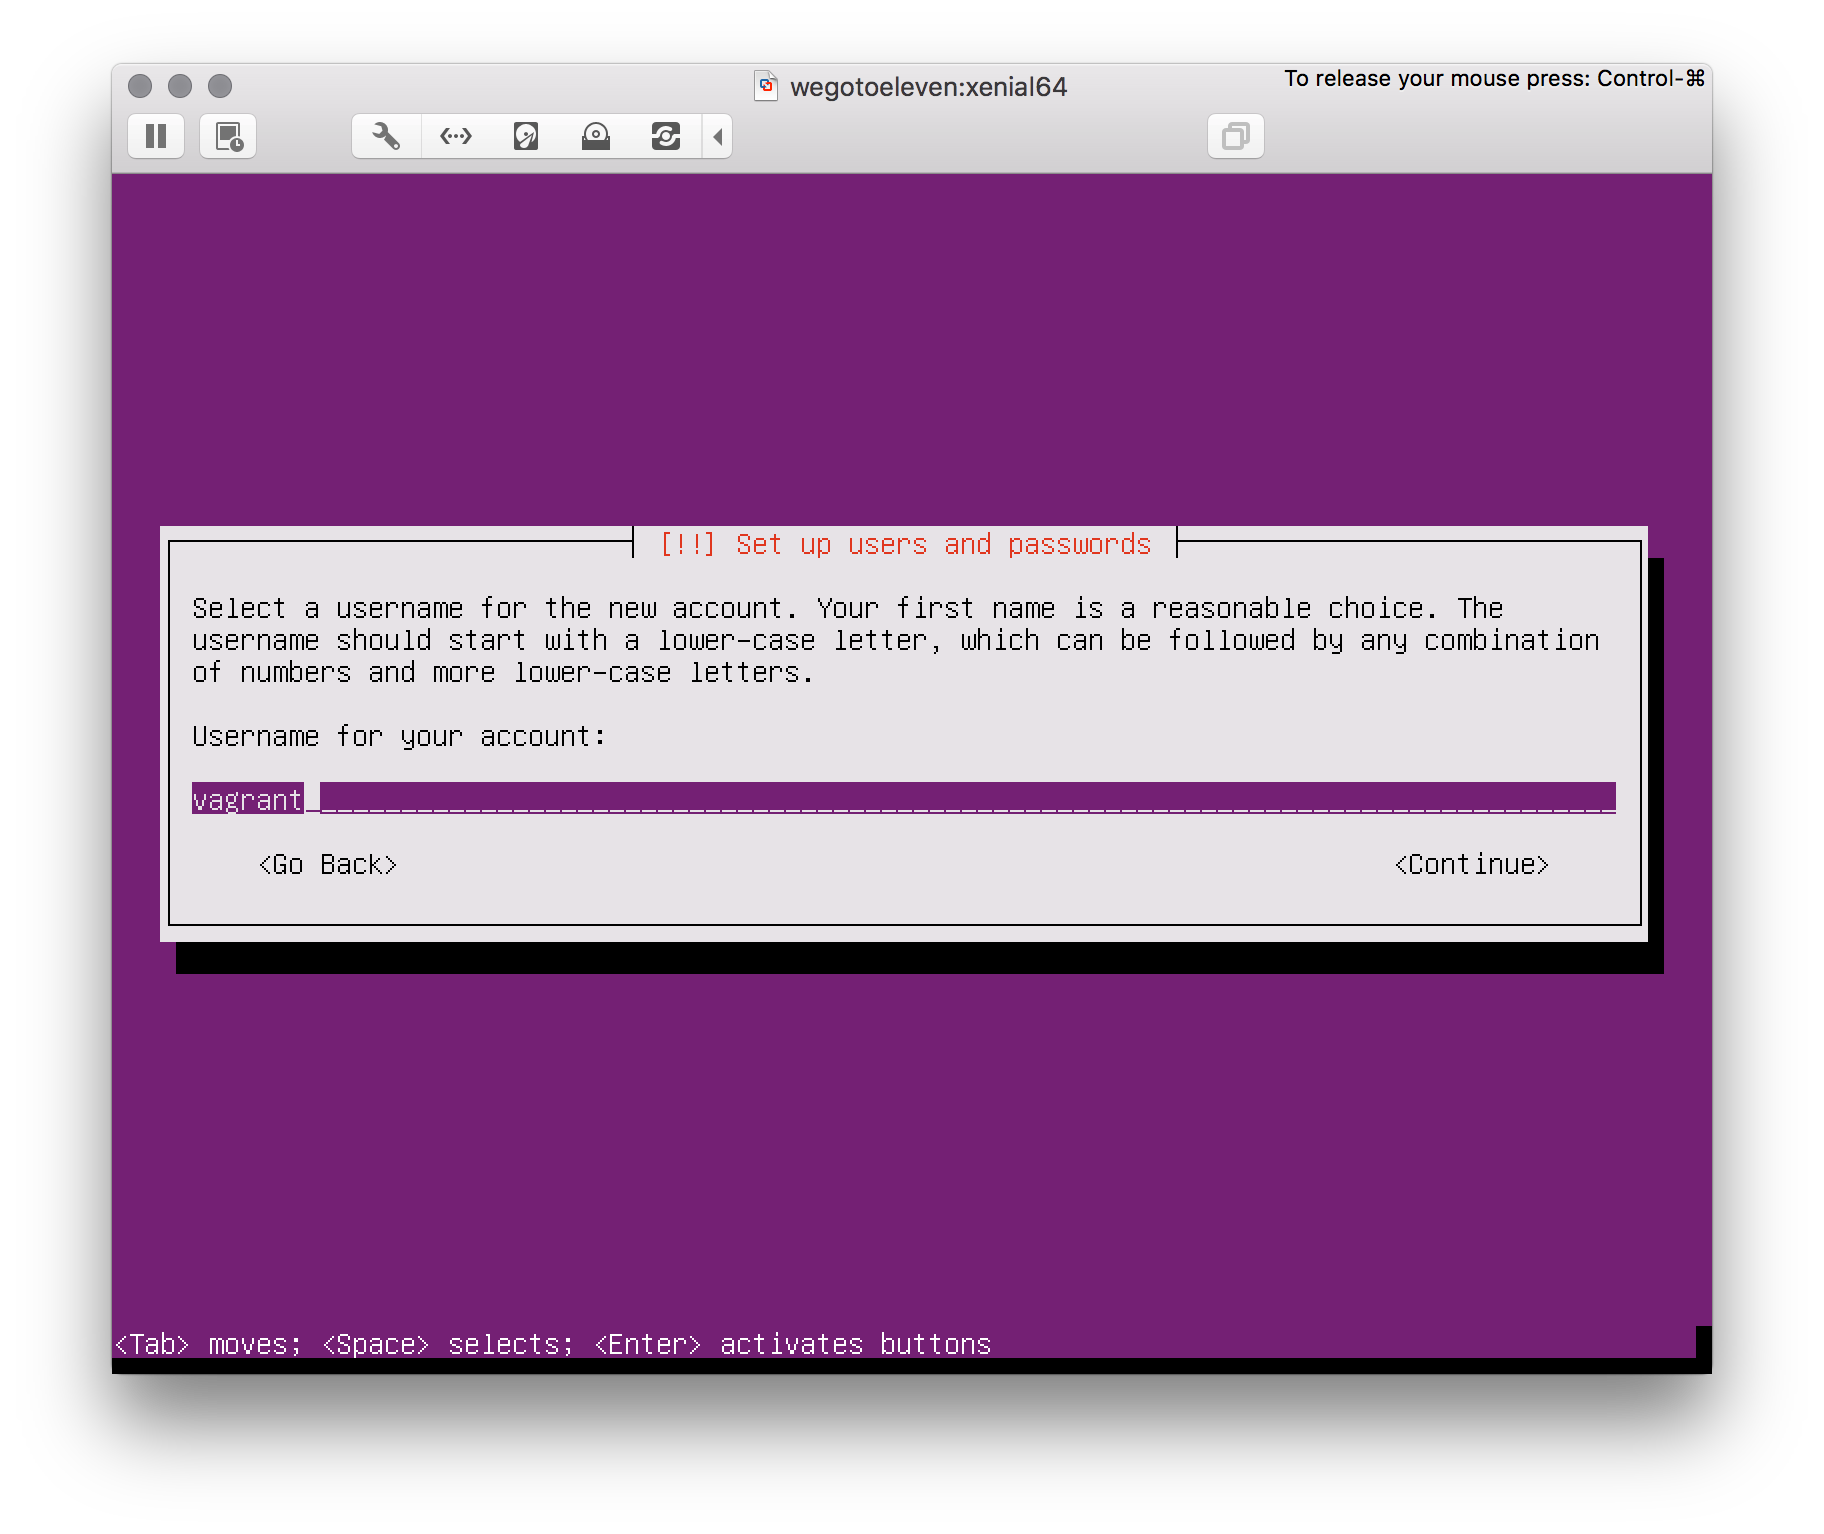 wegotoeleven:xenial64
To release your mouse press: Control-⌘
[!!] Set up users and passwords
Select a username for the new account. Your first name is a reasonable choice. The
username should start with a lower-case letter, which can be followed by any combination
of numbers and more lower-case letters.
Username for your account:
vagrant
<Go Back>
<Continue>
<Tab> moves; <Space> selects; <Enter> activates buttons